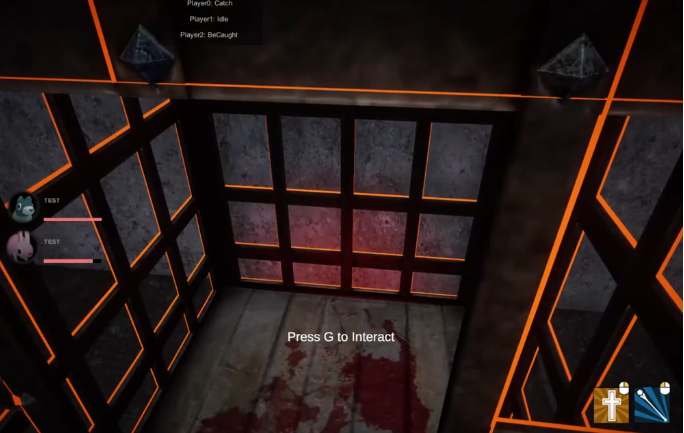 Player0: Catch
Player1: Idle
Player2: BeCaught
TEST
TEST
Press G to Interact